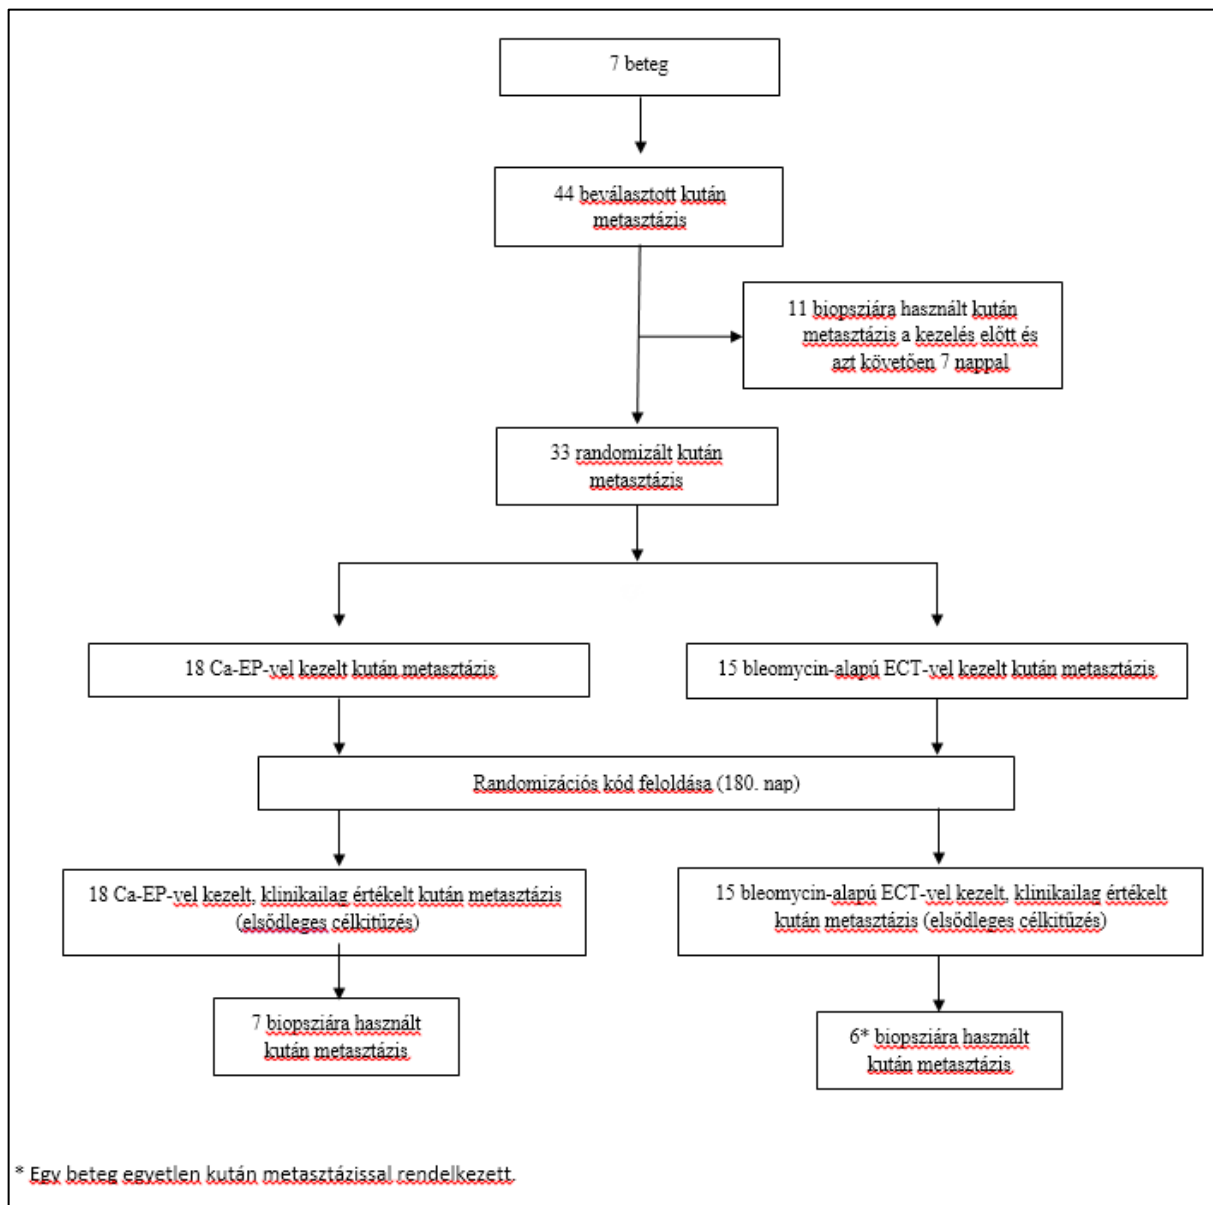 7 beteg
44 beválasztott kután
metasztázis
11 biopsziára használt kután
metasztázis a kezelés előtt és
azt követően 7 nappal
33 randomizált kután
metasztázis
18 Ca-EP-vel kezelt kután metasztázis
15 bleomycin-alapú ECT-vel kezelt kután metasztázis
Randomizációs kód feloldása (180. nap)
18 Ca-EP-vel kezelt, klinikailag értékelt kután metasztázis
(elsődleges célkitűzés)
15 bleomycin-alapú ECT-vel kezelt, klinikailag értékelt
kután metasztázis (elsődleges célkitűzés)
7 biopsziára használt
kután metasztázis
6* biopsziára használt
kután metasztázis
* Egy beteg egyetlen kután metasztázissal rendelkezett.